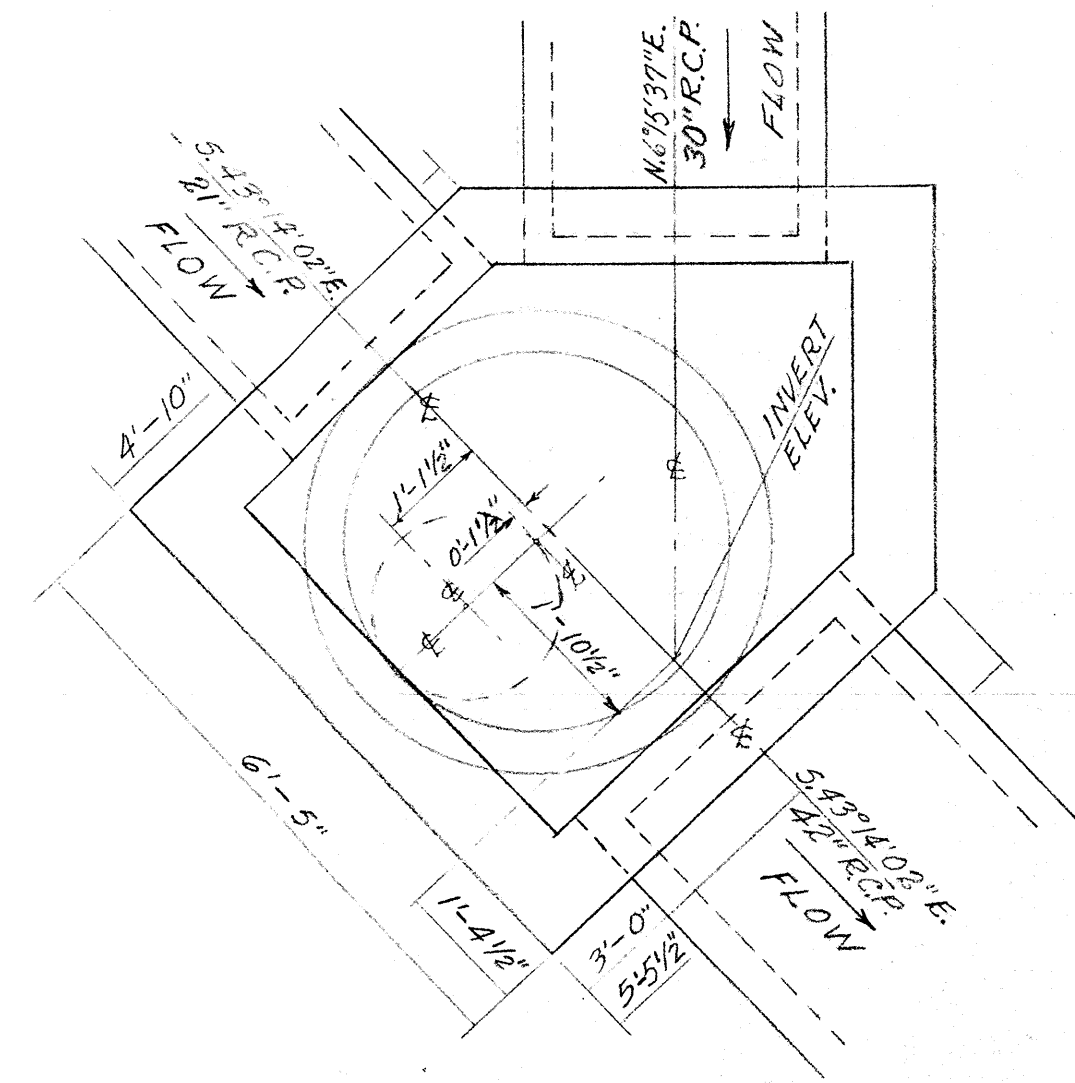 N.6°15'37"E.
30" R.C.P.
FLOW
S.43°14'02"E.
21" R.C.P.
FLOW
4'-10"
INVERT
ELEV.
℄
1'-1½"
℄
0'-1½"
℄
℄
℄
1'-10½"
℄
6'-5"
1'-4½"
3'-0"
5'-5½"
S.43°14'02"E.
42" R.C.P.
FLOW